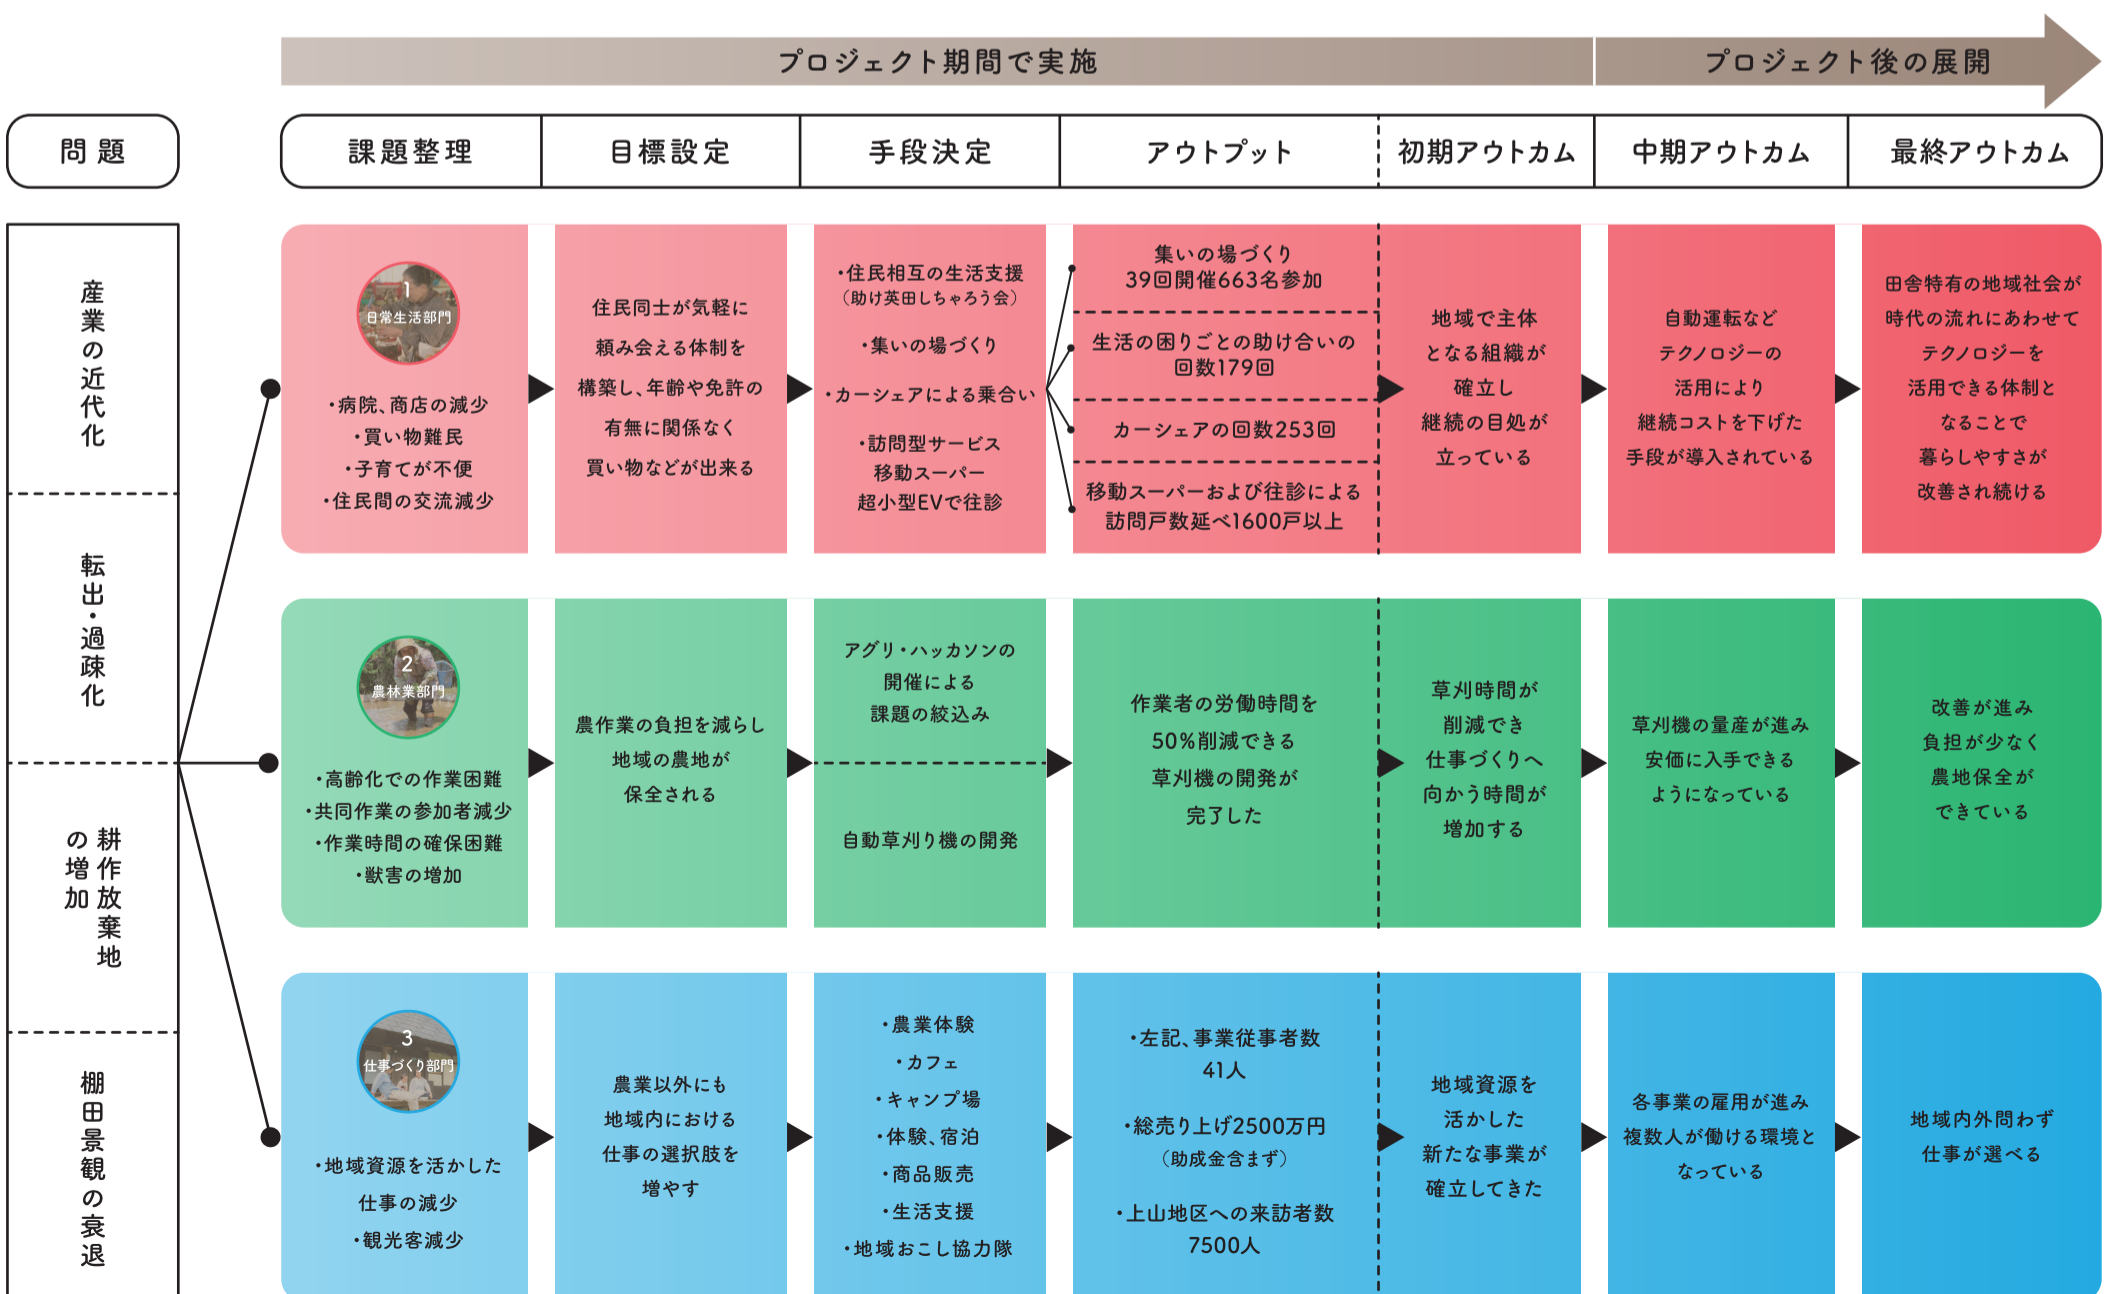 プロジェクト期間で実施
プロジェクト後の展開
問題
課題整理
目標設定
手段決定
アウトプット
初期アウトカム
中期アウトカム
最終アウトカム
産業の近代化
転出・過疎化
耕作放棄地
の増加
棚田景観の衰退
1
日常生活部門
・病院、商店の減少
・買い物難民
・子育てが不便
・住民間の交流減少
住民同士が気軽に
頼み会える体制を
構築し、年齢や免許の
有無に関係なく
買い物などが出来る
・住民相互の生活支援
（助け英田しちゃろう会）
・集いの場づくり
・カーシェアによる乗合い
・訪問型サービス
移動スーパー
超小型EVで往診
集いの場づくり
39回開催663名参加
生活の困りごとの助け合いの
回数179回
カーシェアの回数253回
移動スーパーおよび往診による
訪問戸数延べ1600戸以上
地域で主体
となる組織が
確立し
継続の目処が
立っている
自動運転など
テクノロジーの
活用により
継続コストを下げた
手段が導入されている
田舎特有の地域社会が
時代の流れにあわせて
テクノロジーを
活用できる体制と
なることで
暮らしやすさが
改善され続ける
2
農林業部門
・高齢化での作業困難
・共同作業の参加者減少
・作業時間の確保困難
・獣害の増加
農作業の負担を減らし
地域の農地が
保全される
アグリ・ハッカソンの
開催による
課題の絞込み
自動草刈り機の開発
作業者の労働時間を
50%削減できる
草刈機の開発が
完了した
草刈時間が
削減でき
仕事づくりへ
向かう時間が
増加する
草刈機の量産が進み
安価に入手できる
ようになっている
改善が進み
負担が少なく
農地保全が
できている
3
仕事づくり部門
・地域資源を活かした
仕事の減少
・観光客減少
農業以外にも
地域内における
仕事の選択肢を
増やす
・農業体験
・カフェ
・キャンプ場
・体験、宿泊
・商品販売
・生活支援
・地域おこし協力隊
・左記、事業従事者数
41人
・総売り上げ2500万円
（助成金含まず）
・上山地区への来訪者数
7500人
地域資源を
活かした
新たな事業が
確立してきた
各事業の雇用が進み
複数人が働ける環境と
なっている
地域内外問わず
仕事が選べる